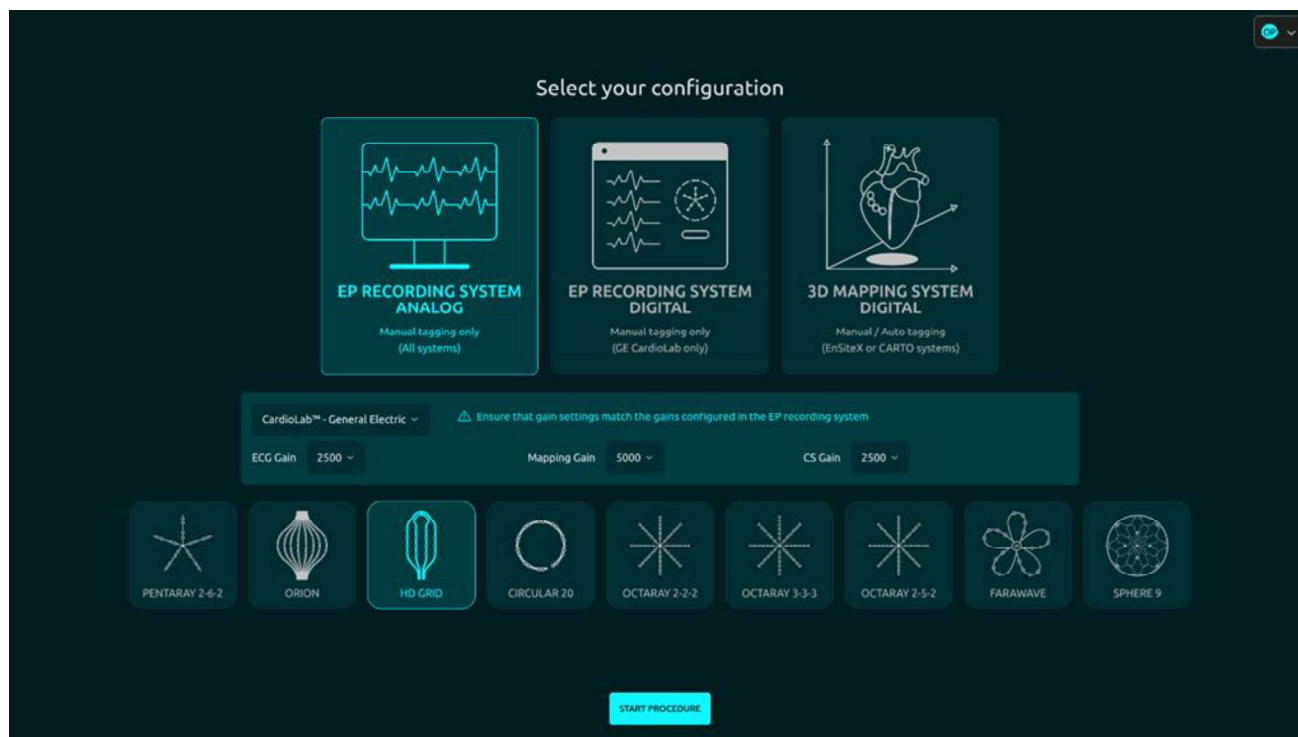 OP
Select your configuration
EP RECORDING SYSTEM
ANALOG
Manual tagging only
(All systems)
EP RECORDING SYSTEM
DIGITAL
Manual tagging only
(GE CardioLab only)
3D MAPPING SYSTEM
DIGITAL
Manual / Auto tagging
(EnSiteX or CARTO systems)
CardioLab™ - General Electric
Ensure that gain settings match the gains configured in the EP recording system
ECG Gain 2500
Mapping Gain 5000
CS Gain 2500
PENTARAY 2-6-2
ORION
HD GRID
CIRCULAR 20
OCTARAY 2-2-2
OCTARAY 3-3-3
OCTARAY 2-5-2
FARAWAVE
SPHERE 9
START PROCEDURE